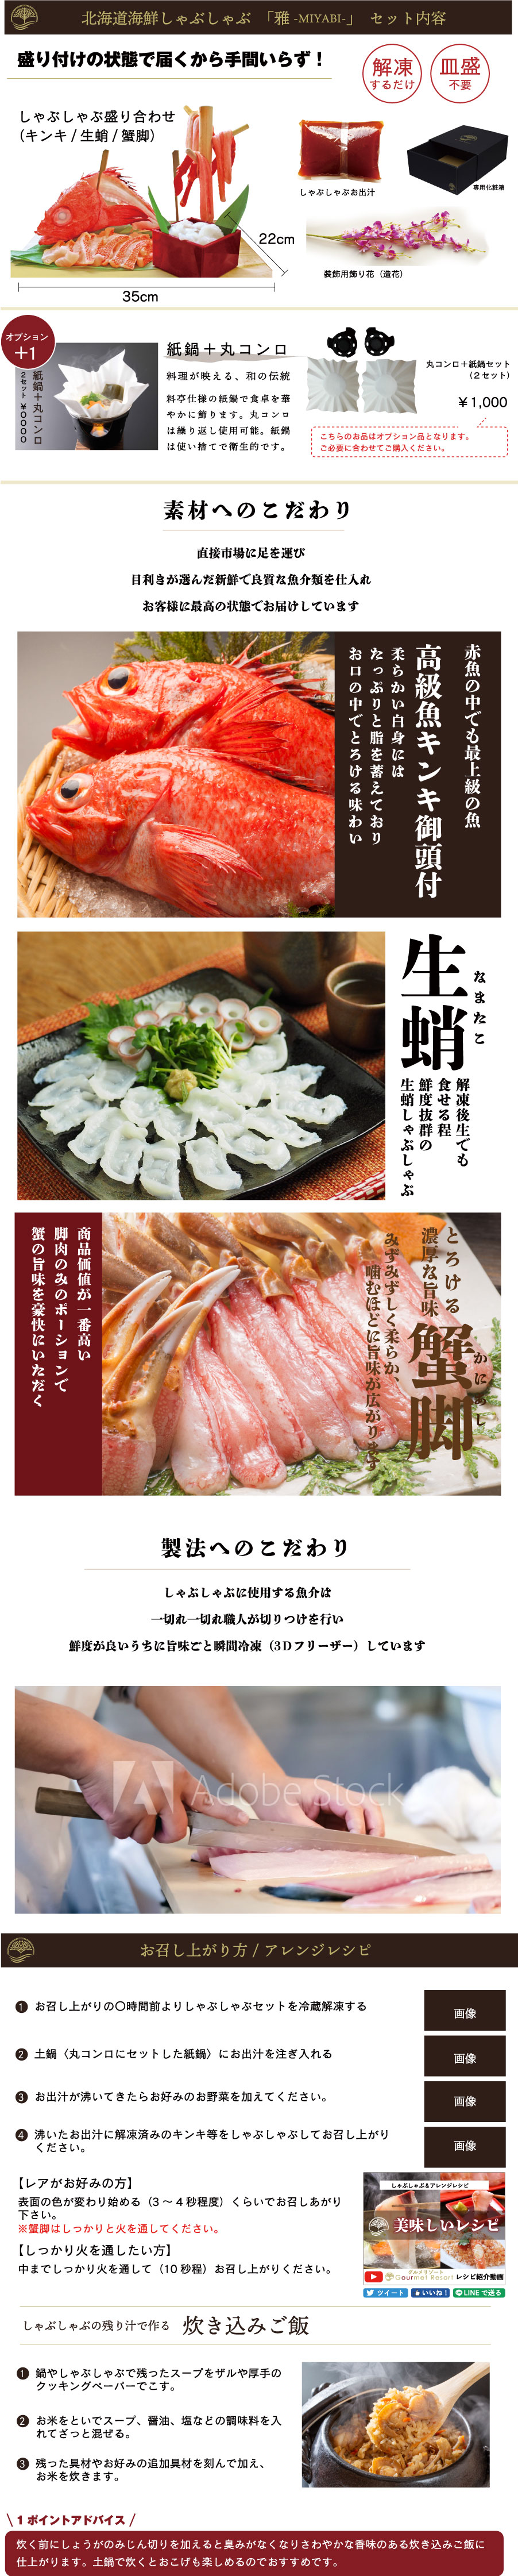 北海道海鮮しゃぶしゃぶ 「雅 -MIYABI-」 セット内容
盛り付けの状態で届くから手間いらず！
解凍
するだけ
皿盛
不要
しゃぶしゃぶ盛り合わせ
(キンキ / 生蛸 / 蟹脚)
22cm
35cm
しゃぶしゃぶお出汁
専用化粧箱
装飾用飾り花（造花）
オプション
+1
紙鍋＋丸コンロ
2セット ¥0000
紙鍋＋丸コンロ
料理が映える、和の伝統
料亭仕様の紙鍋で食卓を華
やかに飾ります。丸コンロ
は繰り返し使用可能。紙鍋
は使い捨てで衛生的です。
丸コンロ＋紙鍋セット
（２セット）
￥1,000
こちらのお品はオプション品となります。
ご必要に合わせてご購入ください。
素材へのこだわり
直接市場に足を運び
目利きが選んだ新鮮で良質な魚介類を仕入れ
お客様に最高の状態でお届けしています
赤魚の中でも最上級の魚
高級魚キンキ御頭付
柔らかい白身には
たっぷりと脂を蓄えており
お口の中でとろける味わい
なまたこ
生蛸
解凍後生でも
食せる程
鮮度抜群の
生蛸しゃぶしゃぶ
とろける
濃厚な旨味
かにあし
蟹脚
みずみずしく柔らか、
噛むほどに旨味が広がります
商品価値が一番高い
脚肉のみのポーションで
蟹の旨味を豪快にいただく
製法へのこだわり
しゃぶしゃぶに使用する魚介は
一切れ一切れ職人が切りつけを行い
鮮度が良いうちに旨味ごと瞬間冷凍（3Dフリーザー）しています
Adobe Stock
お召し上がり方 / アレンジレシピ
1 お召し上がりの〇時間前よりしゃぶしゃぶセットを冷蔵解凍する
画像
2 土鍋〈丸コンロにセットした紙鍋〉にお出汁を注ぎ入れる
画像
3 お出汁が沸いてきたらお好みのお野菜を加えてください。
画像
4 沸いたお出汁に解凍済みのキンキ等をしゃぶしゃぶしてお召し上がり
ください。
画像
【レアがお好みの方】
表面の色が変わり始める（3 ～ 4 秒程度）くらいでお召しあがり
下さい。
※蟹脚はしっかりと火を通してください。
【しっかり火を通したい方】
中までしっかり火を通して（10 秒程）お召し上がりください。
しゃぶしゃぶ&アレンジレシピ
美味しいレシピ
グルメリゾート
Gourmet Resort レシピ紹介動画
ツイート
いいね！
LINEで送る
しゃぶしゃぶの残り汁で作る 炊き込みご飯
1 鍋やしゃぶしゃぶで残ったスープをザルや厚手の
クッキングペーパーでこす。
2 お米をといでスープ、醤油、塩などの調味料を入
れてざっと混ぜる。
3 残った具材やお好みの追加具材を刻んで加え、
お米を炊きます。
\ 1 ポイントアドバイス /
炊く前にしょうがのみじん切りを加えると臭みがなくなりさわやかな香味のある炊き込みご飯に
仕上がります。土鍋で炊くとおこげも楽しめるのでおすすめです。